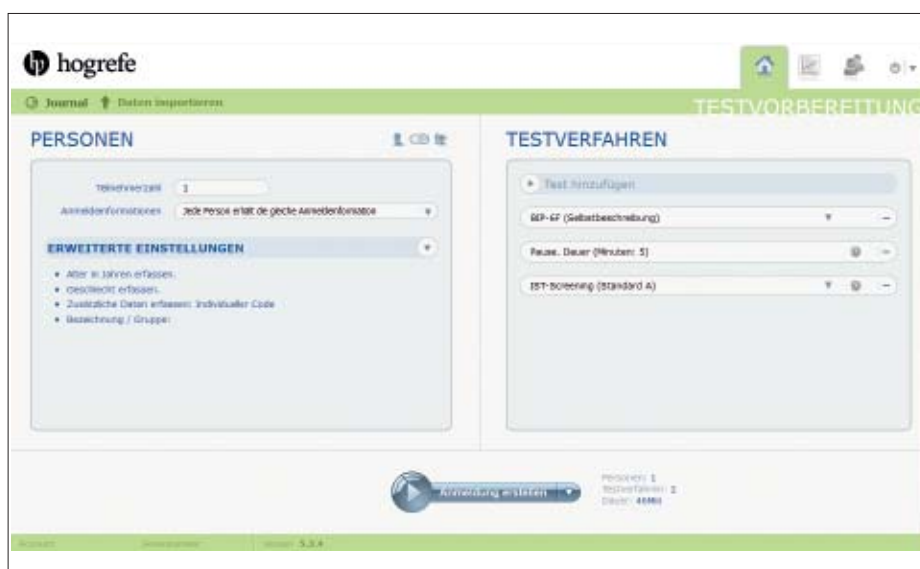 hogrefe
Journal Daten importieren
TESTVORBEREITUNG
PERSONEN
Teilnehmerzahl 1
Anmeldeinformationen Jede Person erhält die gleiche Anmeldeinformation
ERWEITERTE EINSTELLUNGEN
Alter in Jahren erfassen.
Geschlecht erfassen.
Zusätzliche Daten erfassen: Individueller Code
Bezeichnung / Gruppe:
TESTVERFAHREN
Test hinzufügen
BIP-6F (Selbstbeschreibung)
Pause. Dauer (Minuten: 5)
IST-Screening (Standard A)
Anmeldung erstellen
Personen: 1
Testverfahren: 2
Dauer:
Account Version 5.3.4